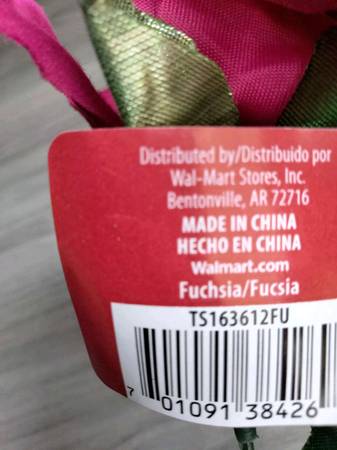 Distributed by/Distribuido por
Wal-Mart Stores, Inc.
Bentonville, AR 72716
MADE IN CHINA
HECHO EN CHINA
Walmart.com
Fuchsia/Fucsia
TS163612FU
7 01091 38426